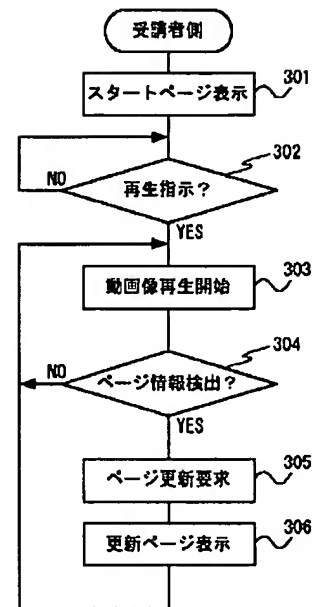 受講者側
スタートページ表示
301
302
再生指示?
NO
YES
動画像再生開始
303
304
ページ情報検出?
NO
YES
ページ更新要求
305
更新ページ表示
306